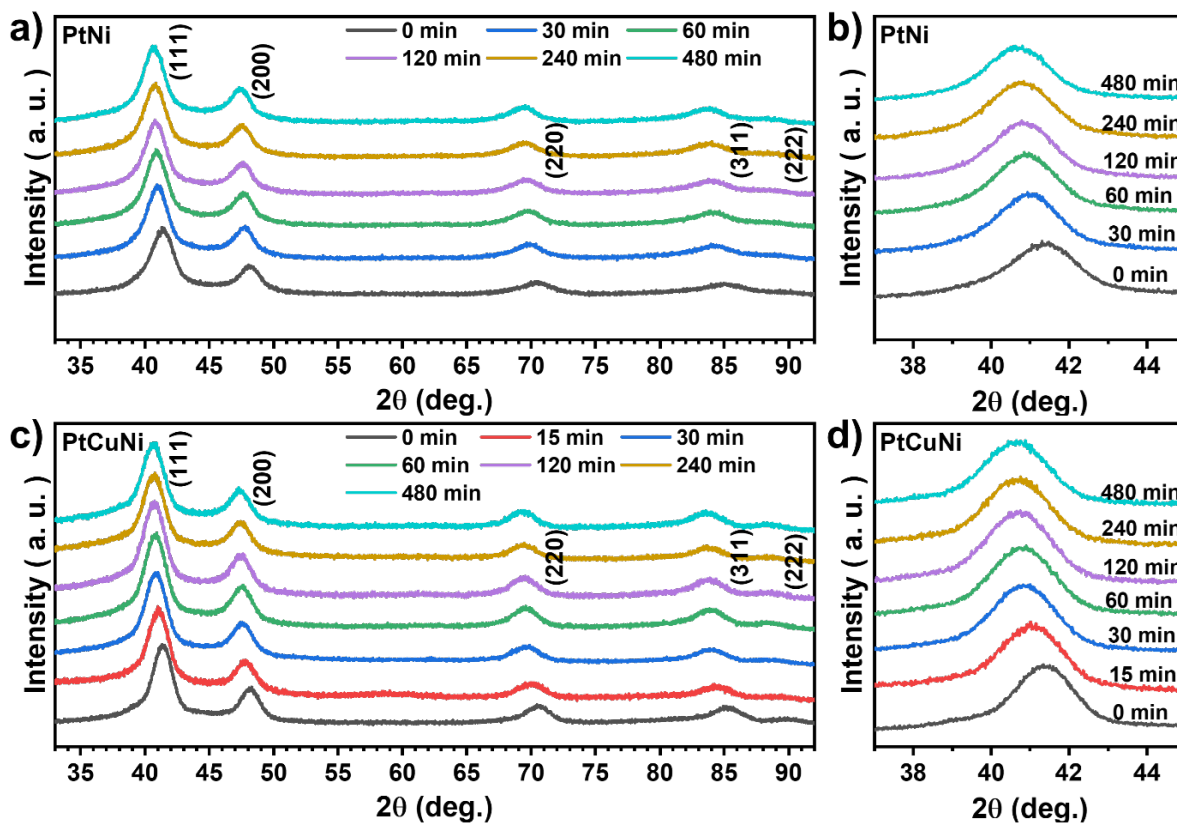 a)
PtNi
0 min 30 min 60 min
120 min 240 min 480 min
(111)
(200)
(220)
(311)
(222)
Intensity ( a. u. )
35 40 45 50 55 60 65 70 75 80 85 90
2θ (deg.)
b)
PtNi
480 min
240 min
120 min
60 min
30 min
0 min
Intensity ( a. u. )
38 40 42 44
2θ (deg.)
c)
PtCuNi
0 min 15 min 30 min
60 min 120 min 240 min
480 min
(111)
(200)
(220)
(311)
(222)
Intensity ( a. u. )
35 40 45 50 55 60 65 70 75 80 85 90
2θ (deg.)
d)
PtCuNi
480 min
240 min
120 min
60 min
30 min
15 min
0 min
Intensity ( a. u. )
38 40 42 44
2θ (deg.)